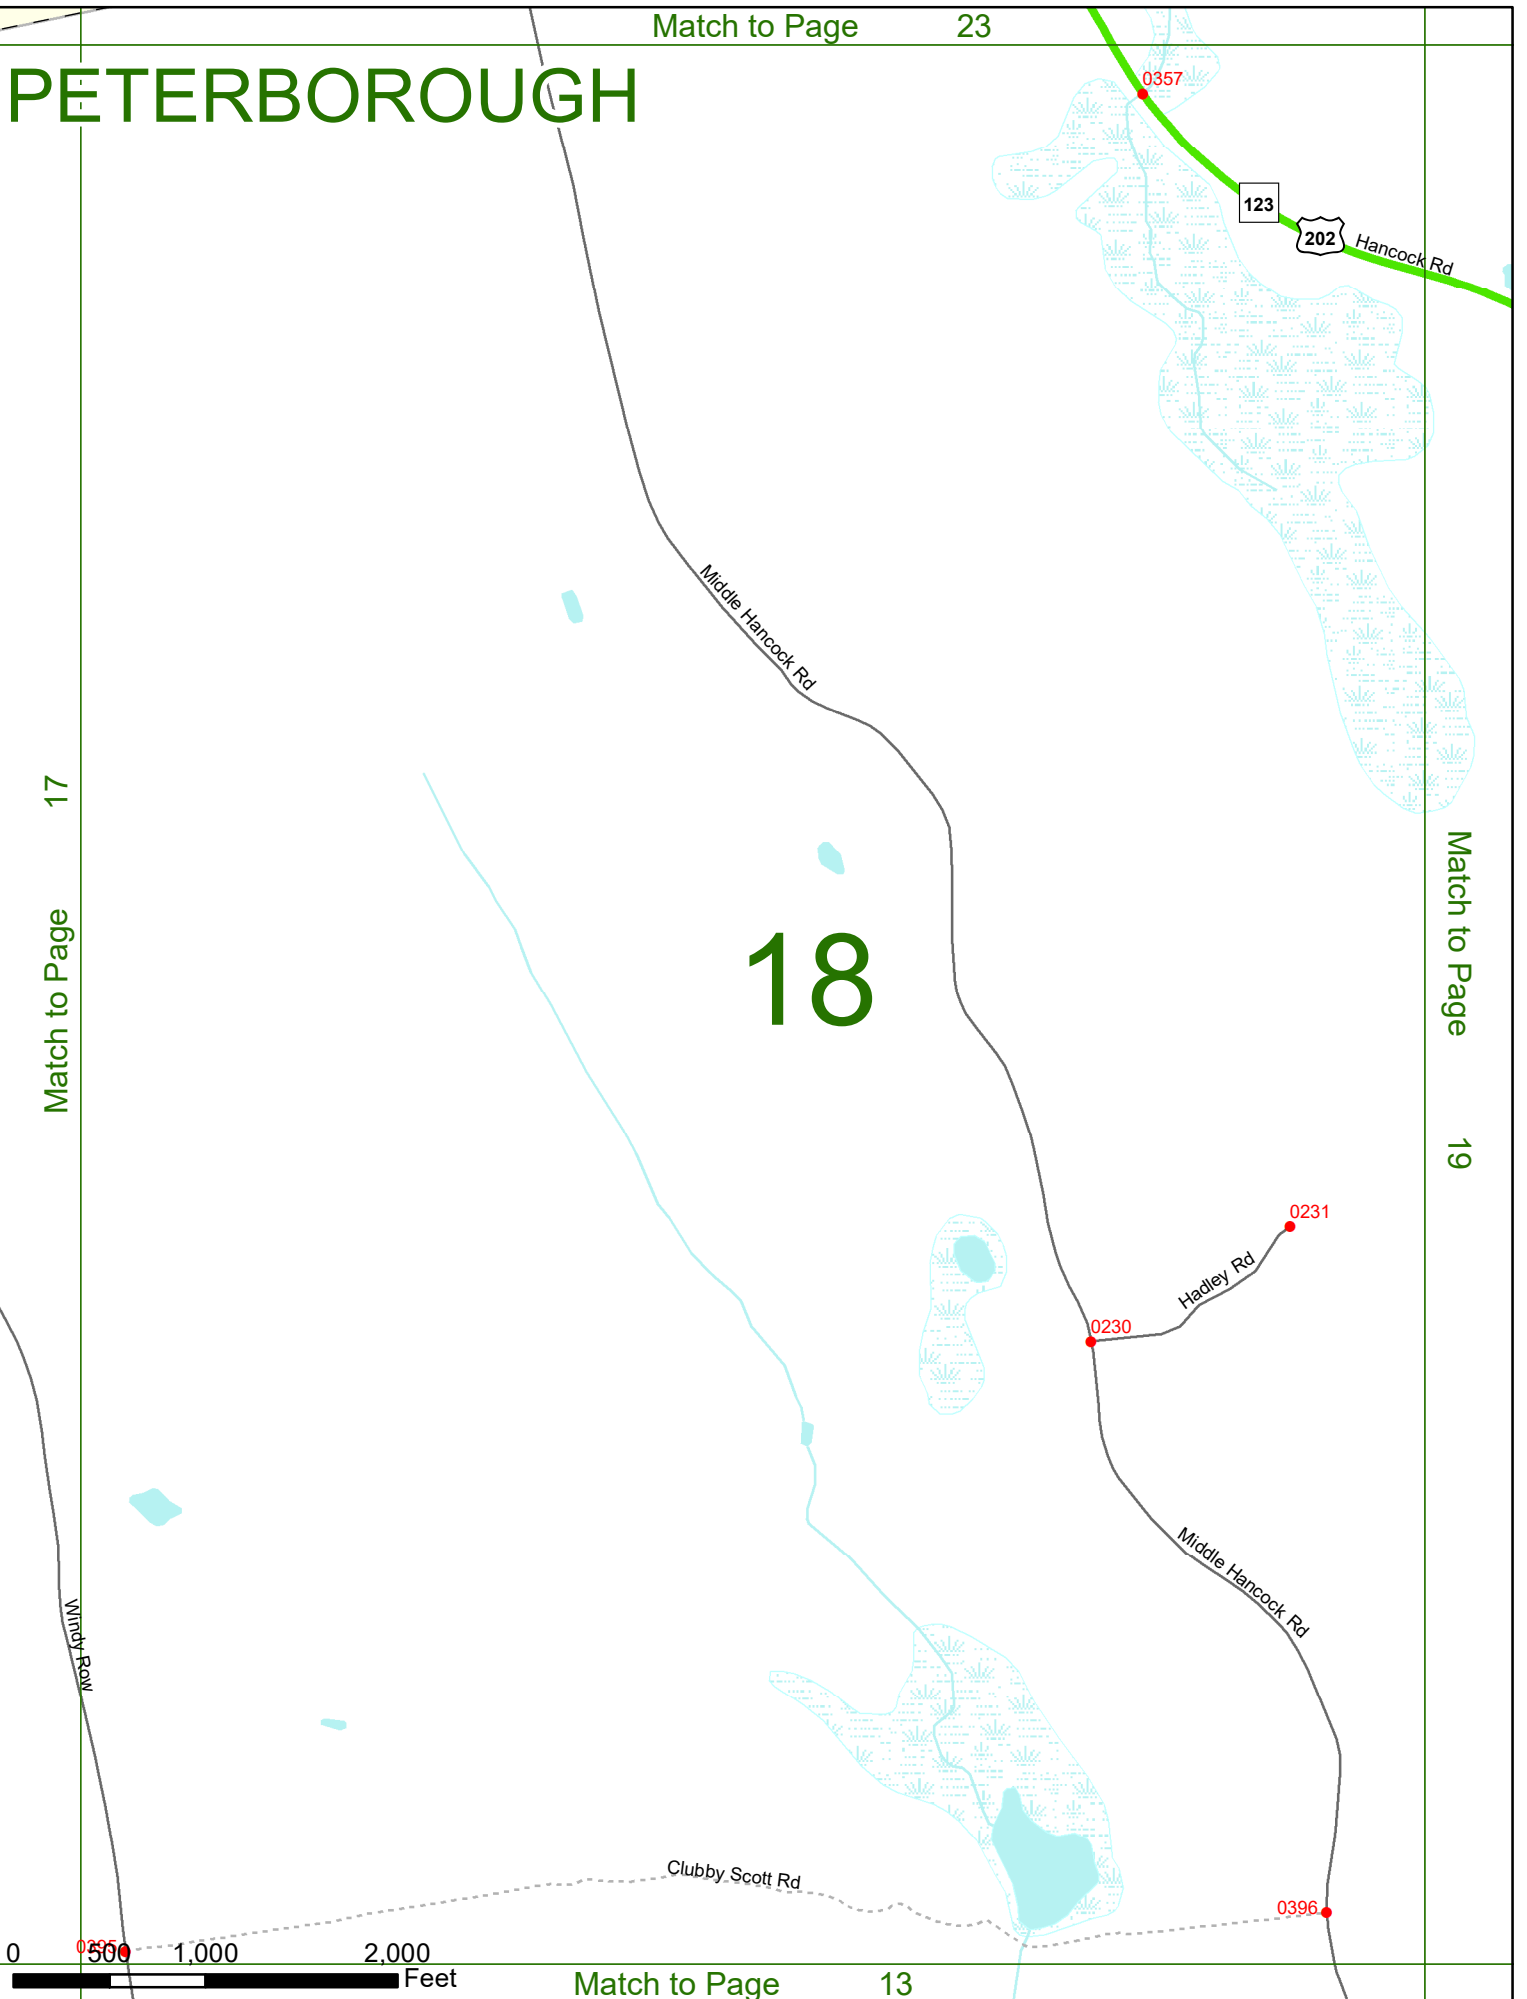 Match to Page 23
PETERBOROUGH
0357
123
202
Hancock Rd
Middle Hancock Rd
Match to Page 17
18
Match to Page 19
0231
Hadley Rd
0230
Middle Hancock Rd
Windy Row
Clubby Scott Rd
0396
0395
0 500 1,000 2,000
Feet
Match to Page 13